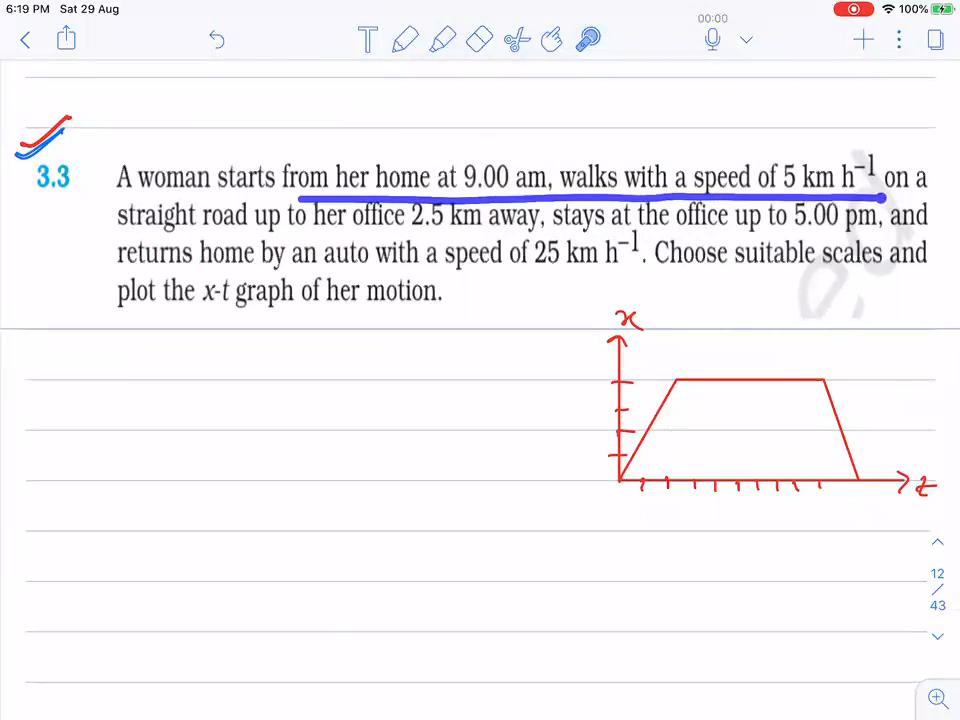 6:19 PM Sat 29 Aug
100%
00:00
3.3 A woman starts from her home at 9.00 am, walks with a speed of 5 km h⁻¹ on a
straight road up to her office 2.5 km away, stays at the office up to 5.00 pm, and
returns home by an auto with a speed of 25 km h⁻¹. Choose suitable scales and
plot the x-t graph of her motion.
x
t
12
/
43